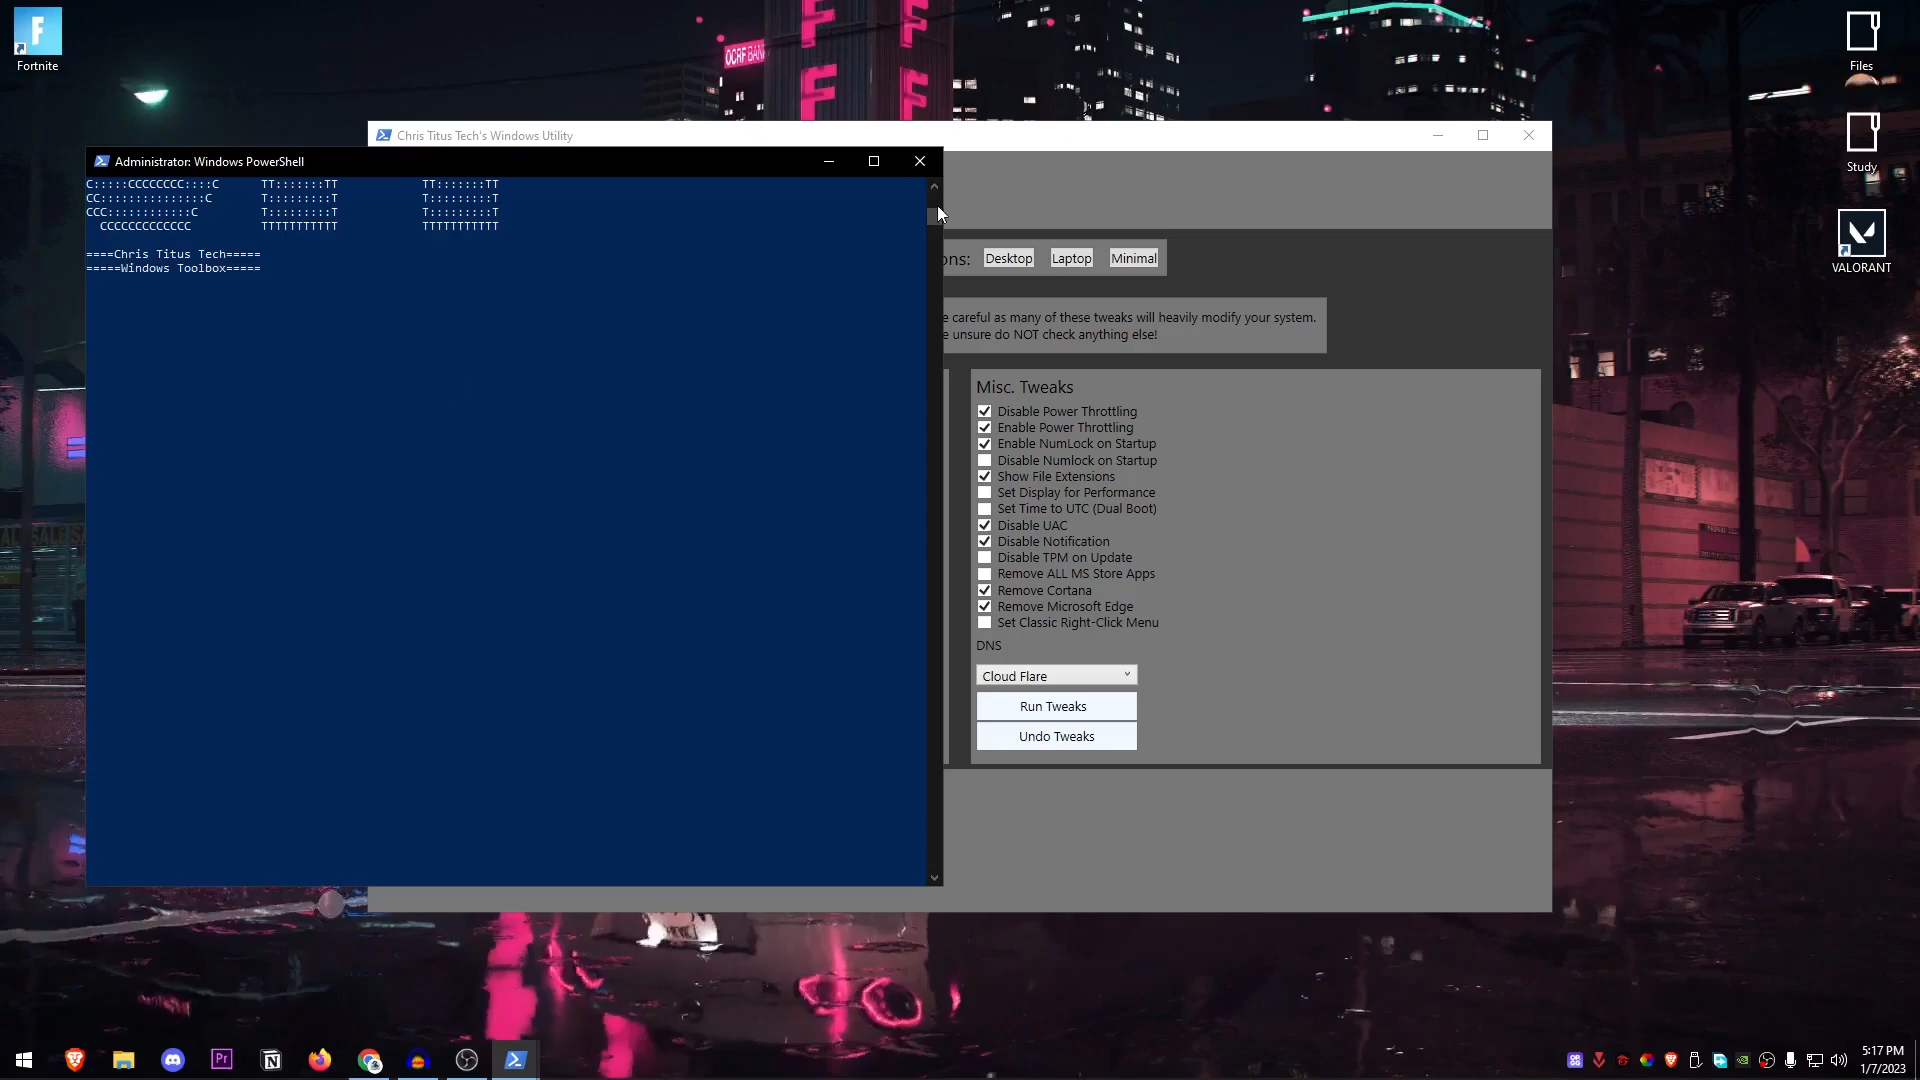 Fortnite
Files
Study
VALORANT
OCRF BAN
Chris Titus Tech's Windows Utility
Administrator: Windows PowerShell
C:::::CCCCCCCC::::C      TT:::::::TT            TT:::::::TT
CC:::::::::::::::C       T:::::::::T            T:::::::::T
CCC::::::::::::C         T:::::::::T            T:::::::::T
CCCCCCCCCCCCC          TTTTTTTTTTT            TTTTTTTTTTT
====Chris Titus Tech=====
=====Windows Toolbox=====
ons:
Desktop
Laptop
Minimal
e careful as many of these tweaks will heavily modify your system.
e unsure do NOT check anything else!
Misc. Tweaks
Disable Power Throttling
Enable Power Throttling
Enable NumLock on Startup
Disable Numlock on Startup
Show File Extensions
Set Display for Performance
Set Time to UTC (Dual Boot)
Disable UAC
Disable Notification
Disable TPM on Update
Remove ALL MS Store Apps
Remove Cortana
Remove Microsoft Edge
Set Classic Right-Click Menu
DNS
Cloud Flare
Run Tweaks
Undo Tweaks
5:17 PM
1/7/2023